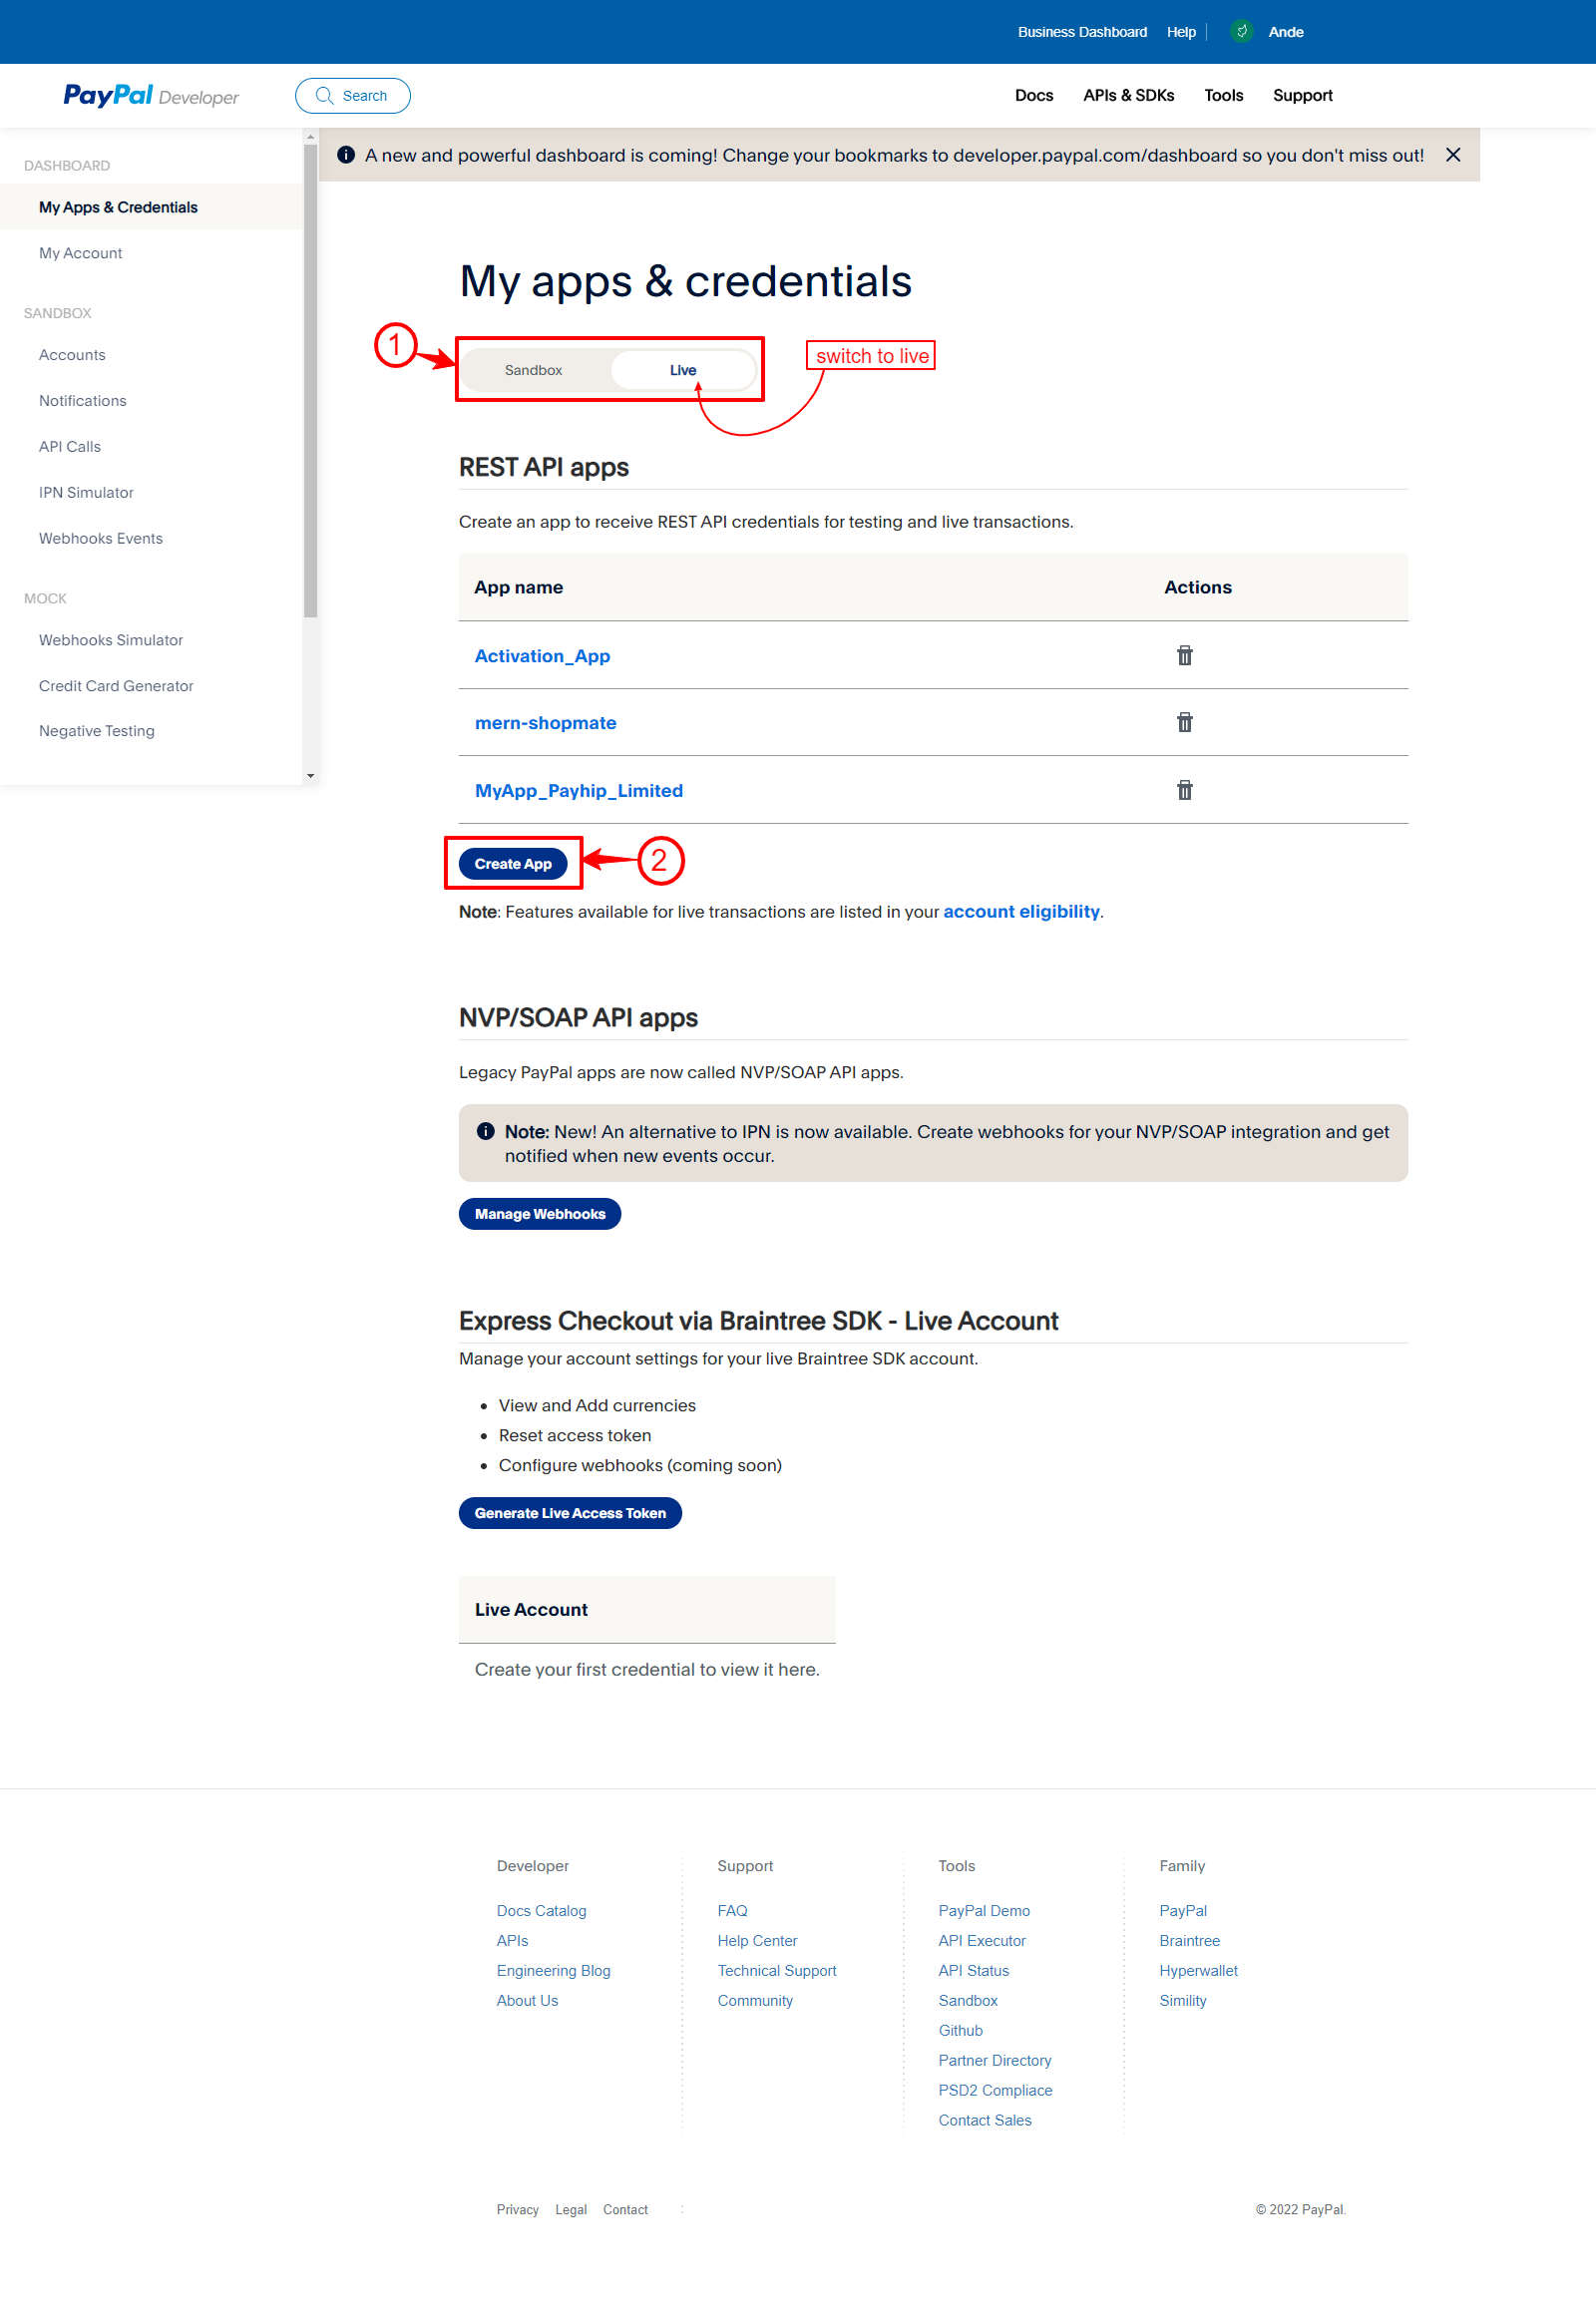 Business Dashboard Help Ande
PayPal Developer Search Docs APIs & SDKs Tools Support
DASHBOARD
My Apps & Credentials
My Account
SANDBOX
Accounts
Notifications
API Calls
IPN Simulator
Webhooks Events
MOCK
Webhooks Simulator
Credit Card Generator
Negative Testing
A new and powerful dashboard is coming! Change your bookmarks to developer.paypal.com/dashboard so you don't miss out!
My apps & credentials
1
Sandbox Live
switch to live
REST API apps
Create an app to receive REST API credentials for testing and live transactions.
App name Actions
Activation_App
mern-shopmate
MyApp_Payhip_Limited
Create App
2
Note: Features available for live transactions are listed in your account eligibility.
NVP/SOAP API apps
Legacy PayPal apps are now called NVP/SOAP API apps.
Note: New! An alternative to IPN is now available. Create webhooks for your NVP/SOAP integration and get
notified when new events occur.
Manage Webhooks
Express Checkout via Braintree SDK - Live Account
Manage your account settings for your live Braintree SDK account.
• View and Add currencies
• Reset access token
• Configure webhooks (coming soon)
Generate Live Access Token
Live Account
Create your first credential to view it here.
Developer
Docs Catalog
APIs
Engineering Blog
About Us
Support
FAQ
Help Center
Technical Support
Community
Tools
PayPal Demo
API Executor
API Status
Sandbox
Github
Partner Directory
PSD2 Compliace
Contact Sales
Family
PayPal
Braintree
Hyperwallet
Simility
Privacy Legal Contact
© 2022 PayPal.